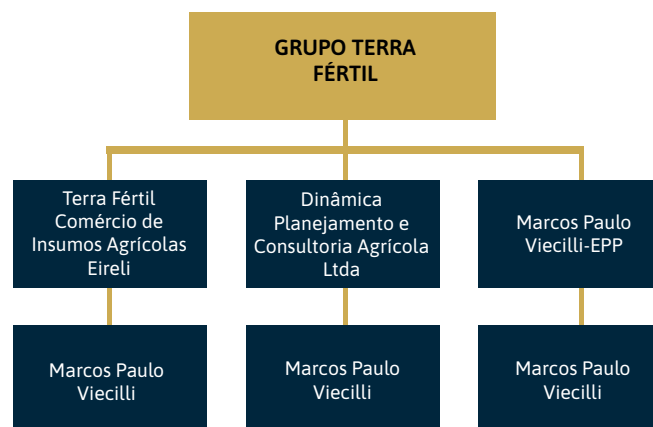 GRUPO TERRA
FÉRTIL
Terra Fértil
Comércio de
Insumos Agrícolas
Eireli
Dinâmica
Planejamento e
Consultoria Agrícola
Ltda
Marcos Paulo
Viecilli-EPP
Marcos Paulo
Viecilli
Marcos Paulo
Viecilli
Marcos Paulo
Viecilli